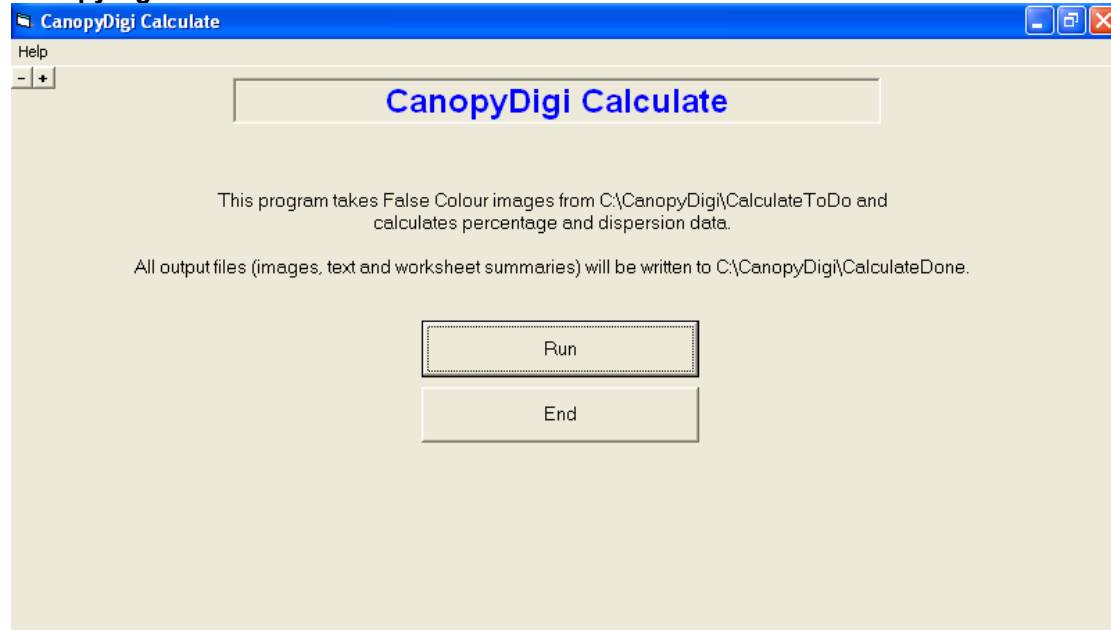 CanopyDigi Calculate
Help
- +
CanopyDigi Calculate
This program takes False Colour images from C:\CanopyDigi\CalculateToDo and
calculates percentage and dispersion data.
All output files (images, text and worksheet summaries) will be written to C:\CanopyDigi\CalculateDone.
Run
End